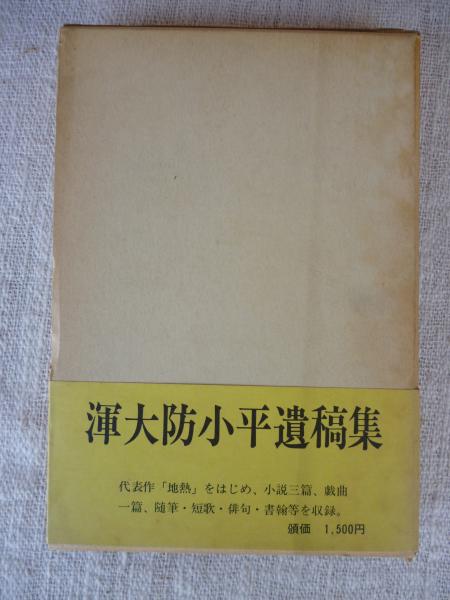 渾大防小平遺稿集
代表作「地熱」をはじめ、小説三篇、戯曲
一篇、随筆・短歌・俳句・書翰等を収録。
頒価 1,500円